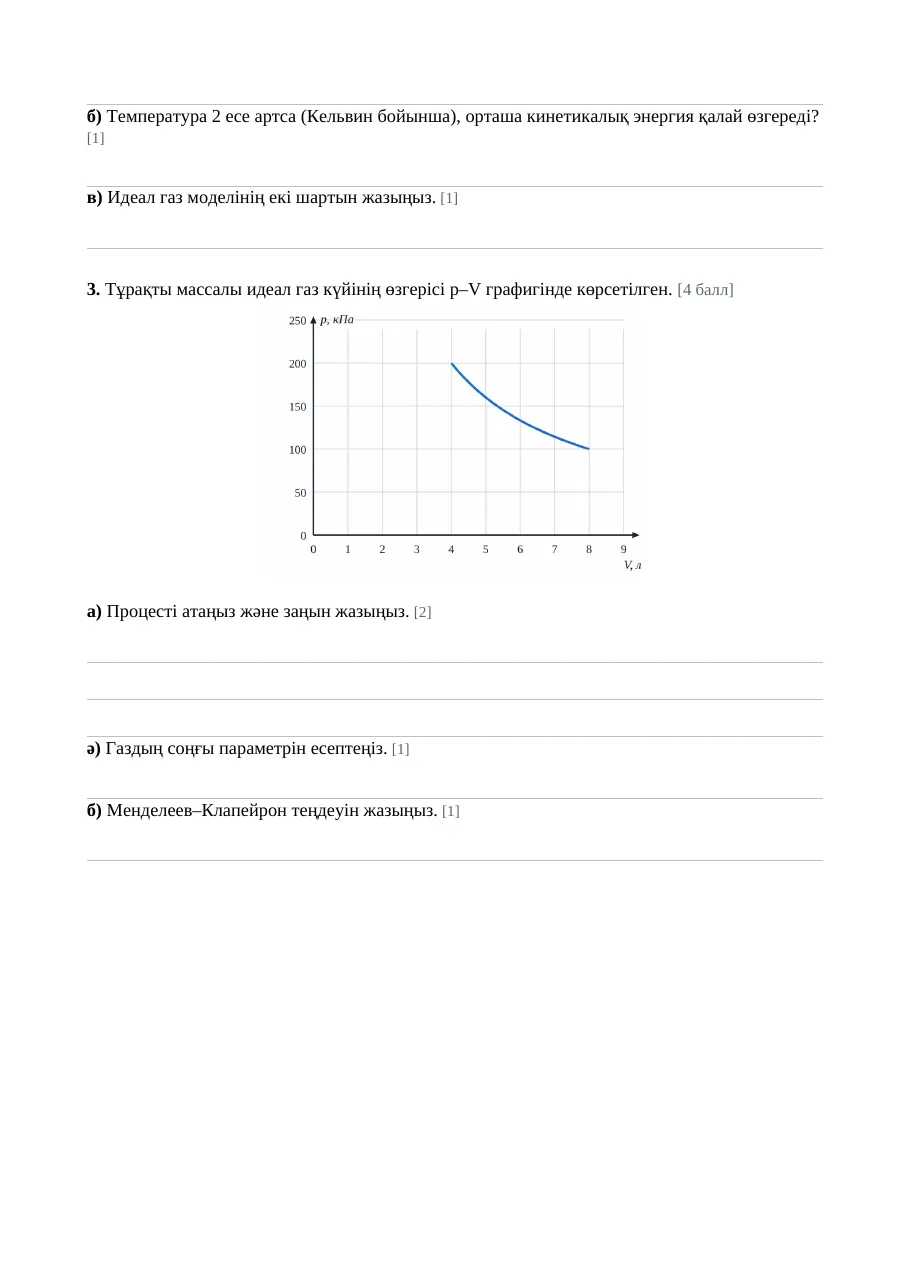 б) Температура 2 есе артса (Кельвин бойынша), орташа кинетикалық энергия қалай өзгереді?
[1]
в) Идеал газ моделінің екі шартын жазыңыз. [1]
3. Тұрақты массалы идеал газ күйінің өзгерісі p–V графигінде көрсетілген. [4 балл]
250 p, кПа
200
150
100
50
0
0 1 2 3 4 5 6 7 8 9
V, л
а) Процесті атаңыз және заңын жазыңыз. [2]
ә) Газдың соңғы параметрін есептеңіз. [1]
б) Менделеев–Клапейрон теңдеуін жазыңыз. [1]